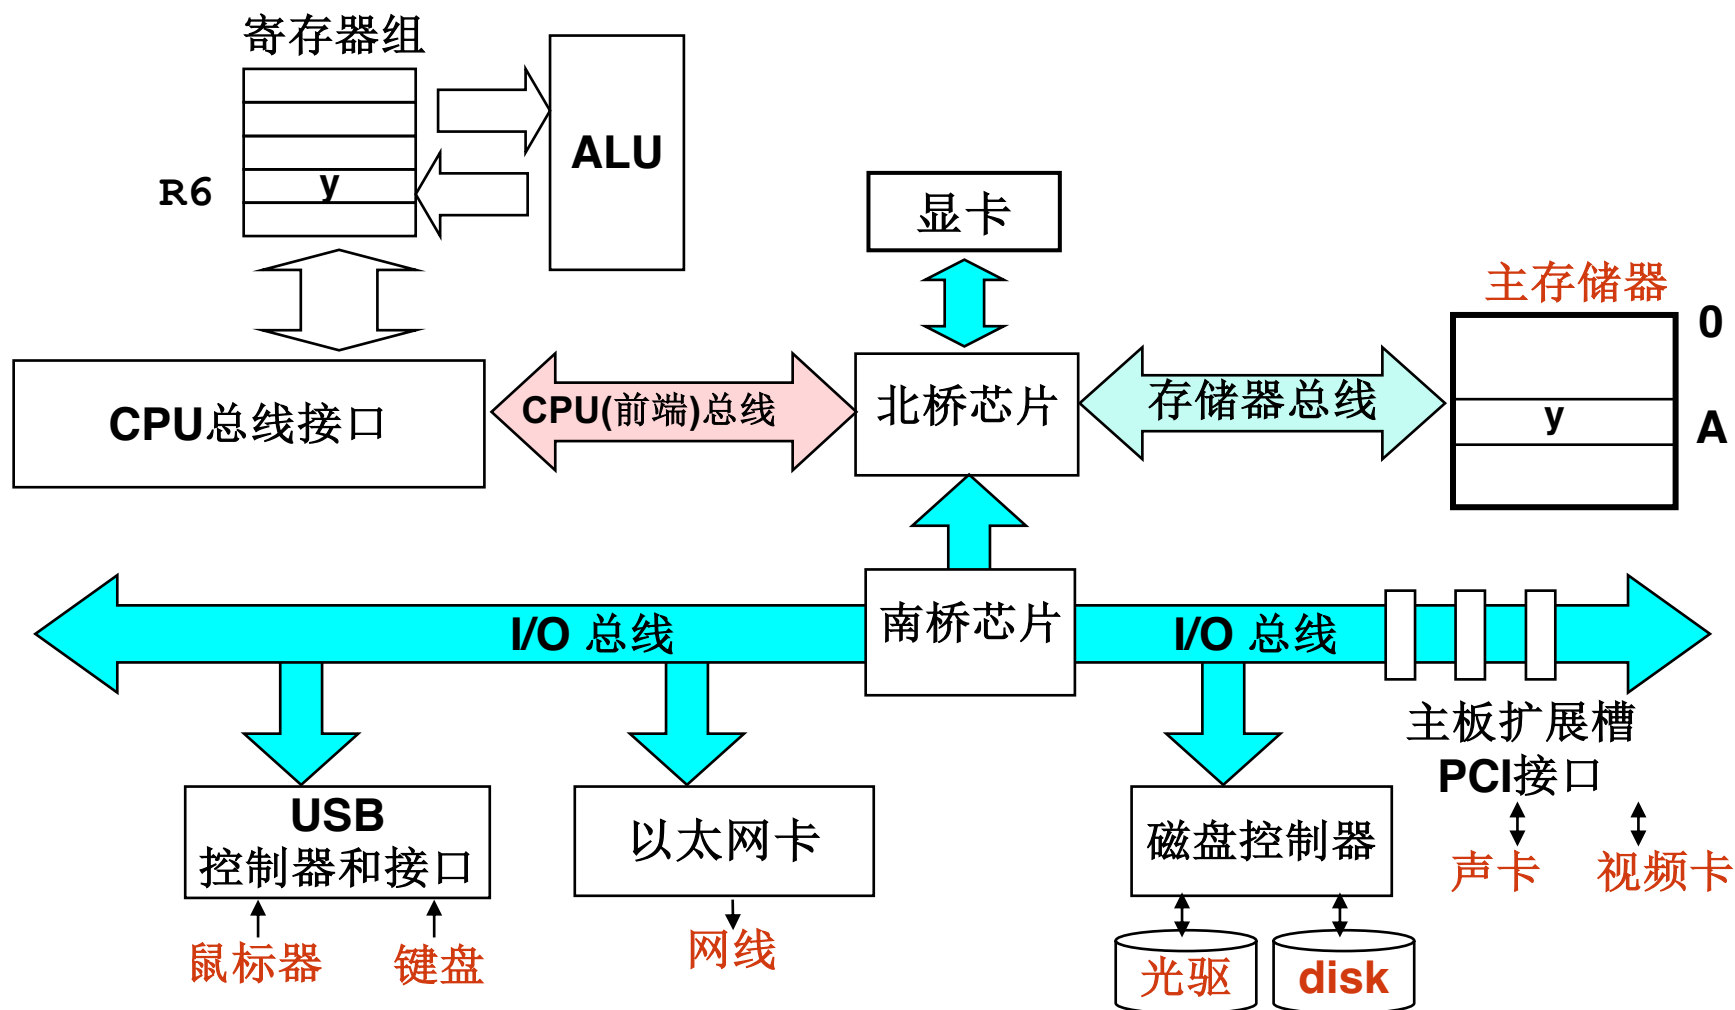 寄存器组
ALU
R6
y
显卡
主存储器
0
CPU总线接口
CPU(前端)总线
北桥芯片
存储器总线
y
A
I/O 总线
南桥芯片
I/O 总线
主板扩展槽
PCI接口
USB
控制器和接口
以太网卡
磁盘控制器
声卡
视频卡
鼠标器
键盘
网线
光驱
disk